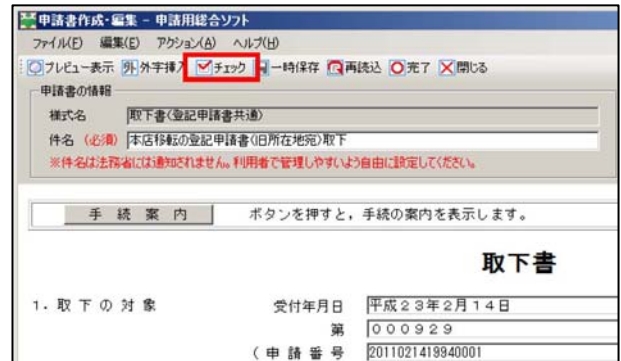 申請書作成・編集 - 申請用総合ソフト
ファイル(F) 編集(E) アクション(A) ヘルプ(H)
プレビュー表示 外字挿入 チェック 一時保存 再読込 完了 閉じる
申請書の情報
様式名 取下書(登記申請書共通)
件名 (必須) 本店移転の登記申請書(旧所在地宛)取下
※件名は法務省には通知されません。利用者で管理しやすいよう自由に設定してください。
手続案内 ボタンを押すと，手続の案内を表示します。
取下書
1．取下の対象 受付年月日 平成23年2月14日
第 000929
(申請番号 2011021419940001